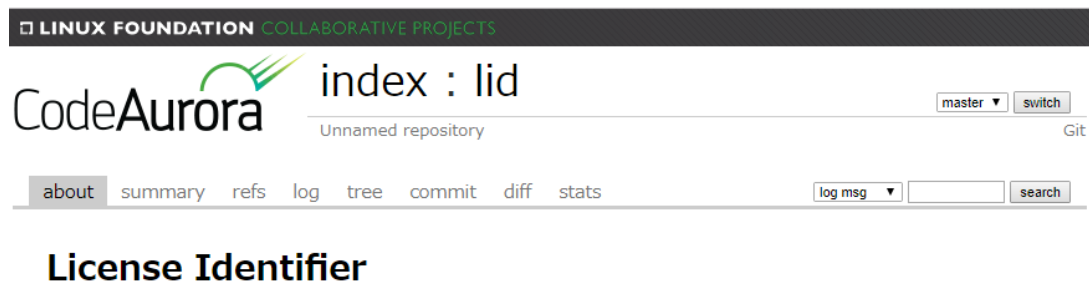 LINUX FOUNDATION COLLABORATIVE PROJECTS
CodeAurora
index : lid
master switch
Unnamed repository Git
about summary refs log tree commit diff stats log msg search
License Identifier